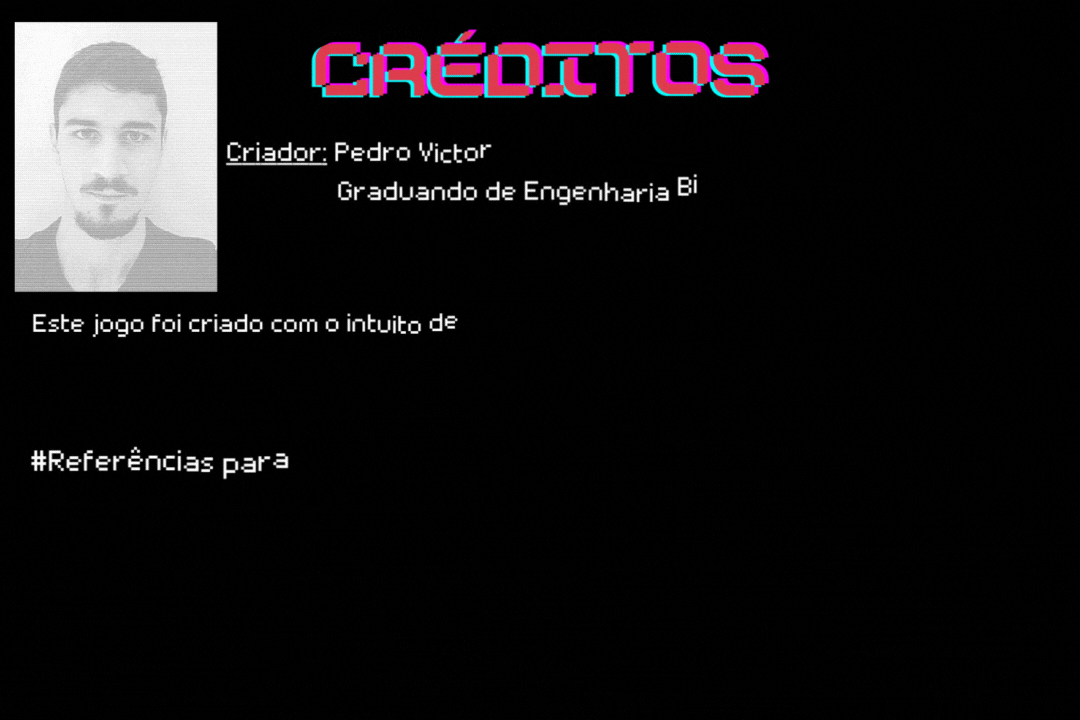 CRÉDITOS
Criador: Pedro Victor
Graduando de Engenharia Bi
Este jogo foi criado com o intuito de
#Referências para